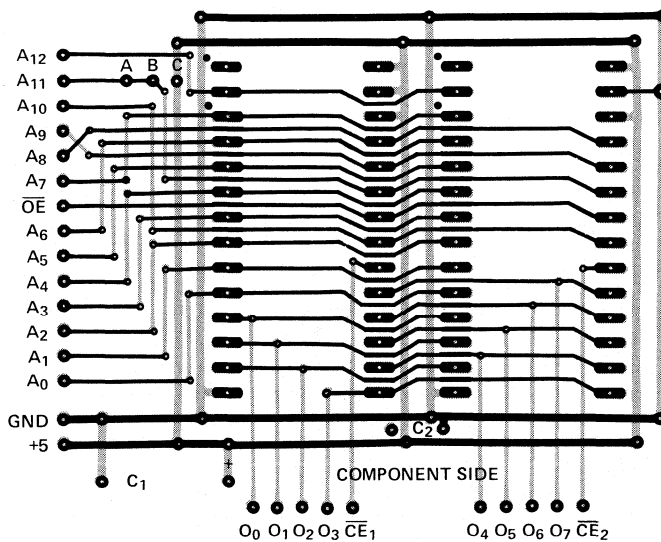 A12
A11 A B C
A10
A9
A8
A7
OE
A6
A5
A4
A3
A2
A1
A0
GND
+5 C2
+
C1 COMPONENT SIDE
O0 O1 O2 O3 CE1 O4 O5 O6 O7 CE2